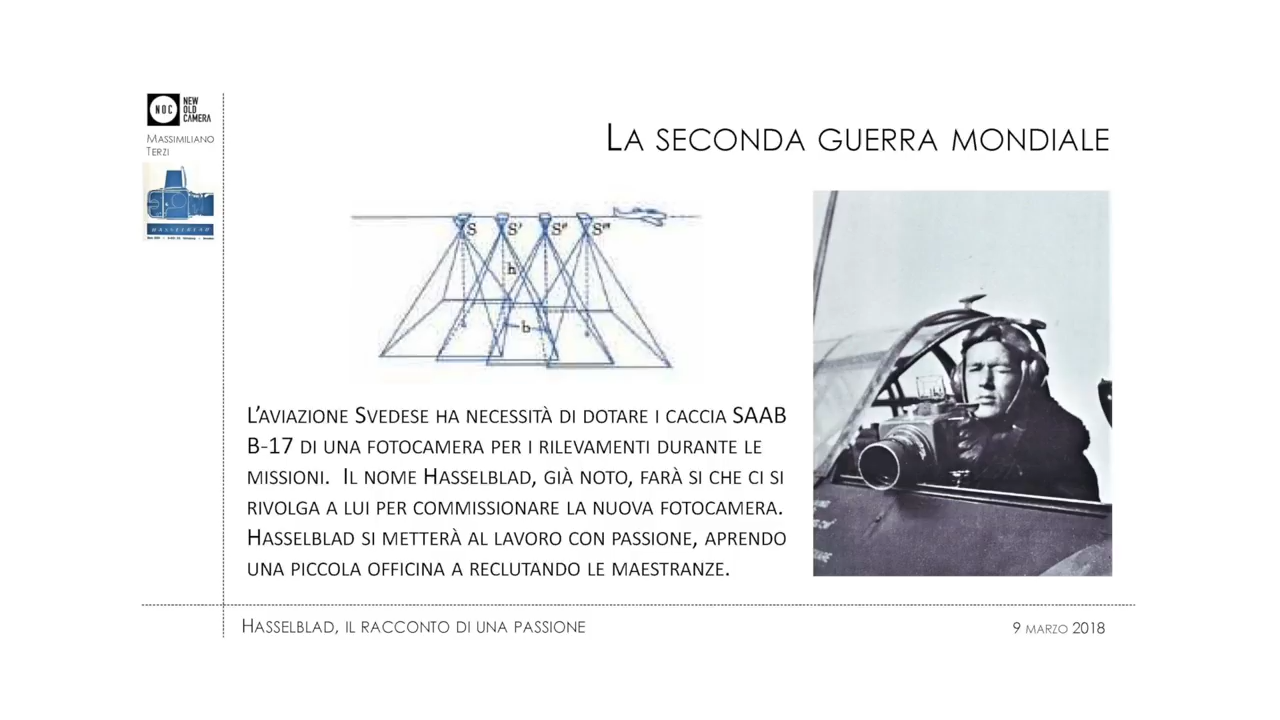 NOC
NEW
OLD
CAMERA
MASSIMILIANO
TERZI
HASSELBLAD
LA SECONDA GUERRA MONDIALE
S S' S'' S'''
h
b
L'AVIAZIONE SVEDESE HA NECESSITÀ DI DOTARE I CACCIA SAAB
B-17 DI UNA FOTOCAMERA PER I RILEVAMENTI DURANTE LE
MISSIONI. IL NOME HASSELBLAD, GIÀ NOTO, FARÀ SI CHE CI SI
RIVOLGA A LUI PER COMMISSIONARE LA NUOVA FOTOCAMERA.
HASSELBLAD SI METTERÀ AL LAVORO CON PASSIONE, APRENDO
UNA PICCOLA OFFICINA A RECLUTANDO LE MAESTRANZE.
HASSELBLAD, IL RACCONTO DI UNA PASSIONE
9 MARZO 2018